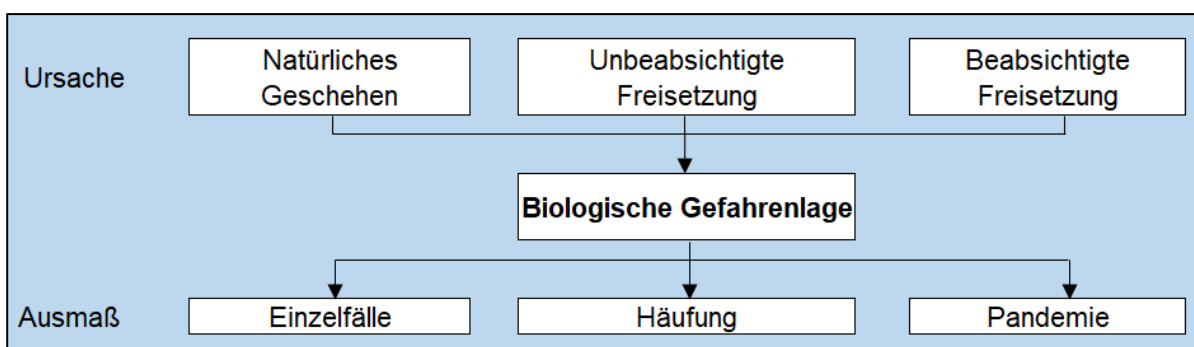 Ursache
Natürliches
Geschehen
Unbeabsichtigte
Freisetzung
Beabsichtigte
Freisetzung
Biologische Gefahrenlage
Ausmaß
Einzelfälle
Häufung
Pandemie